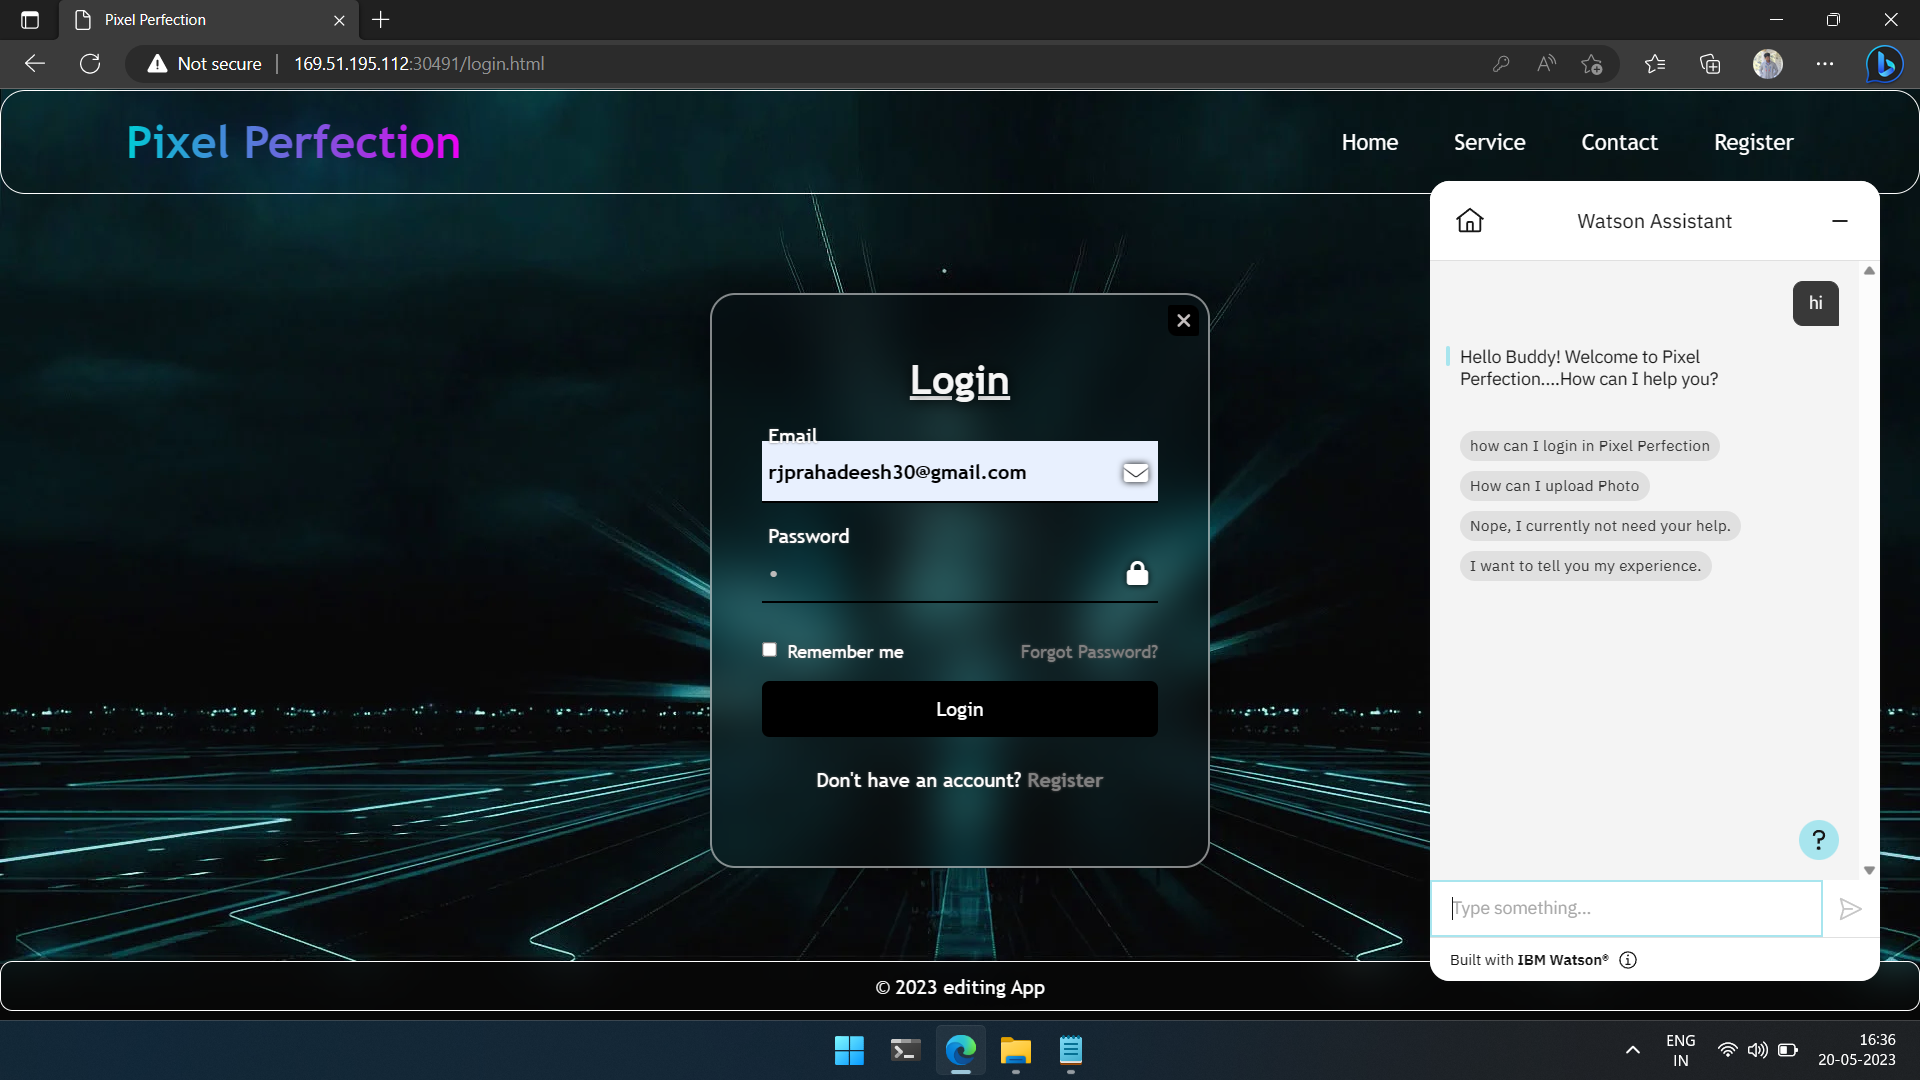 Pixel Perfection
Not secure
169.51.195.112:30491/login.html
Pixel Perfection
Home
Service
Contact
Register
Login
Email
rjprahadeesh30@gmail.com
Password
Remember me
Forgot Password?
Login
Don't have an account? Register
© 2023 editing App
Watson Assistant
hi
Hello Buddy! Welcome to Pixel
Perfection....How can I help you?
how can I login in Pixel Perfection
How can I upload Photo
Nope, I currently not need your help.
I want to tell you my experience.
?
Type something...
Built with IBM Watson®
ENG
IN
16:36
20-05-2023